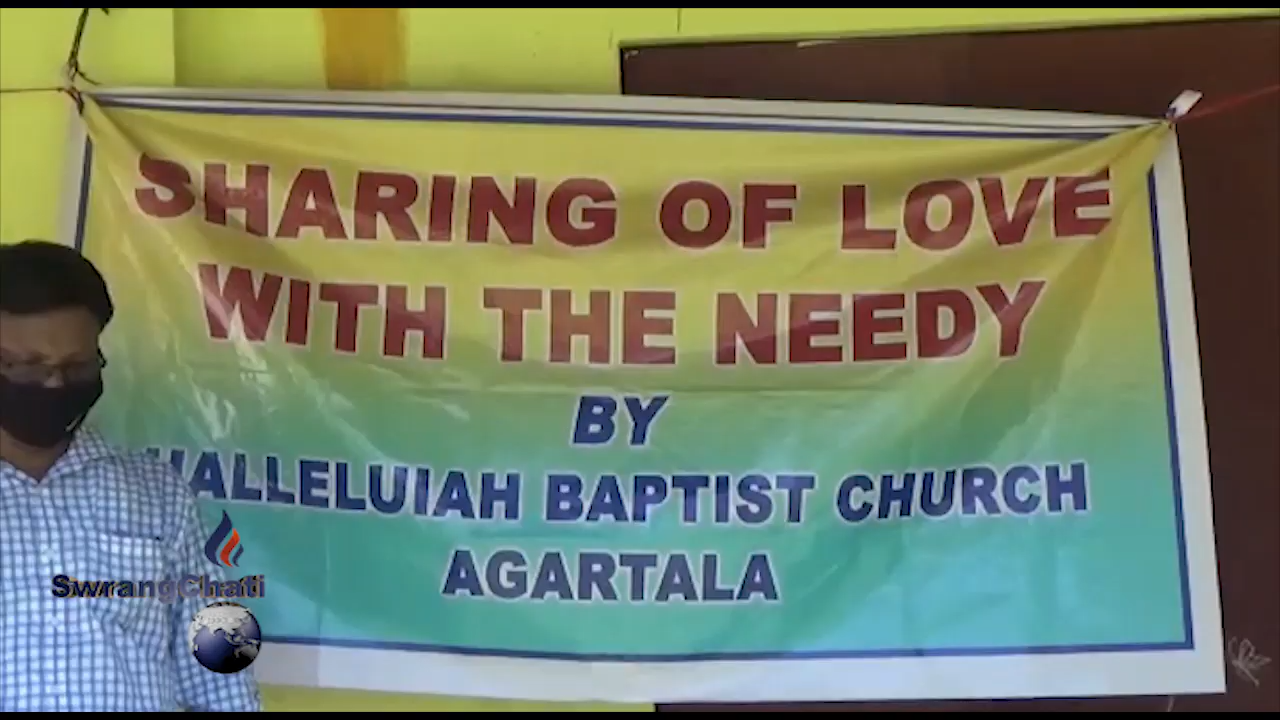 SHARING OF LOVE
WITH THE NEEDY
BY
HALLELUIAH BAPTIST CHURCH
AGARTALA
SwrangChati